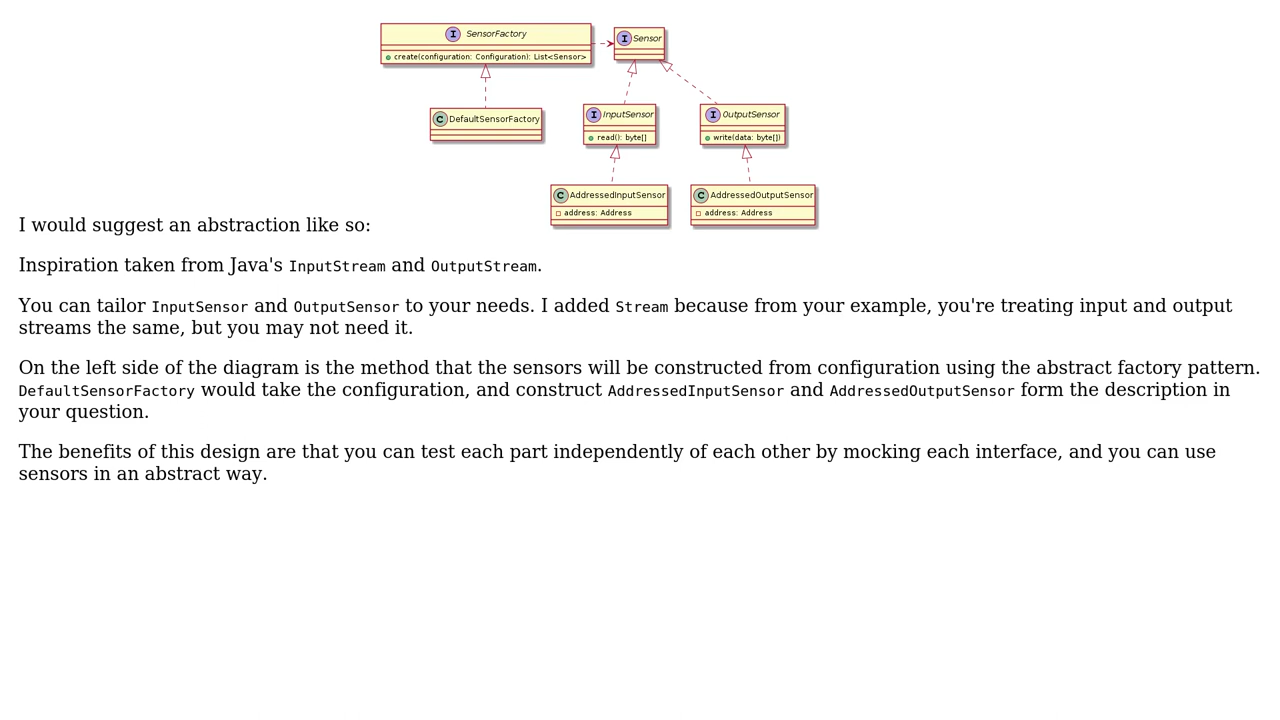 I SensorFactory
create(configuration: Configuration): List<Sensor>
I Sensor
C DefaultSensorFactory
I InputSensor
read(): byte[]
I OutputSensor
write(data: byte[])
C AddressedInputSensor
address: Address
C AddressedOutputSensor
address: Address
I would suggest an abstraction like so:
Inspiration taken from Java's InputStream and OutputStream.
You can tailor InputSensor and OutputSensor to your needs. I added Stream because from your example, you're treating input and output
streams the same, but you may not need it.
On the left side of the diagram is the method that the sensors will be constructed from configuration using the abstract factory pattern.
DefaultSensorFactory would take the configuration, and construct AddressedInputSensor and AddressedOutputSensor form the description in
your question.
The benefits of this design are that you can test each part independently of each other by mocking each interface, and you can use
sensors in an abstract way.